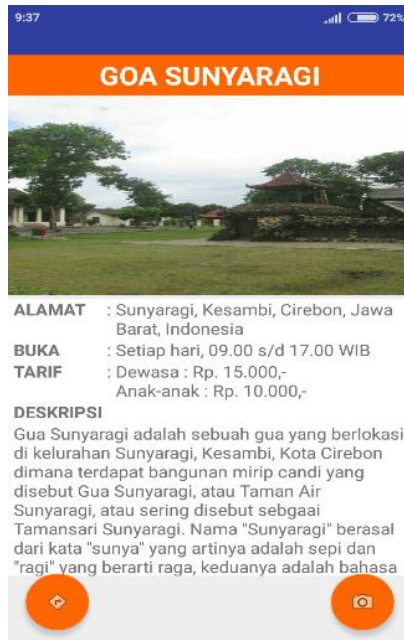 9:37
72%
GOA SUNYARAGI
ALAMAT : Sunyaragi, Kesambi, Cirebon, Jawa
Barat, Indonesia
BUKA : Setiap hari, 09.00 s/d 17.00 WIB
TARIF : Dewasa : Rp. 15.000,-
Anak-anak : Rp. 10.000,-
DESKRIPSI
Gua Sunyaragi adalah sebuah gua yang berlokasi
di kelurahan Sunyaragi, Kesambi, Kota Cirebon
dimana terdapat bangunan mirip candi yang
disebut Gua Sunyaragi, atau Taman Air
Sunyaragi, atau sering disebut sebgaai
Tamansari Sunyaragi. Nama "Sunyaragi" berasal
dari kata "sunya" yang artinya adalah sepi dan
"ragi" yang berarti raga, keduanya adalah bahasa